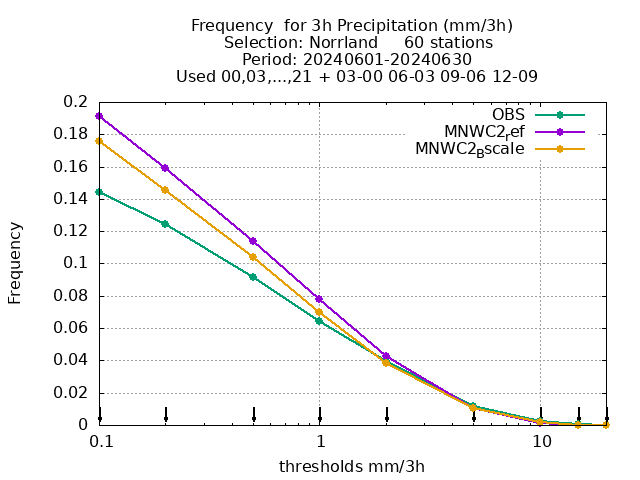 Frequency  for 3h Precipitation (mm/3h)
Selection: Norrland     60 stations
Period: 20240601-20240630
Used 00,03,...,21 + 03-00 06-03 09-06 12-09
OBS
MNWC2ref
MNWC2Bscale
0.2
0.18
0.16
0.14
0.12
0.1
0.08
0.06
0.04
0.02
0
Frequency
0.1
1
10
thresholds mm/3h